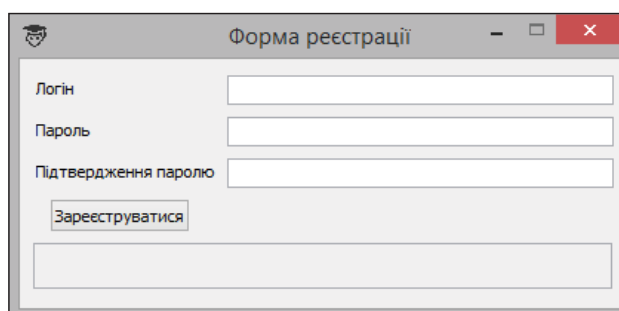 Форма реєстрації
Логін
Пароль
Підтвердження паролю
Зареєструватися